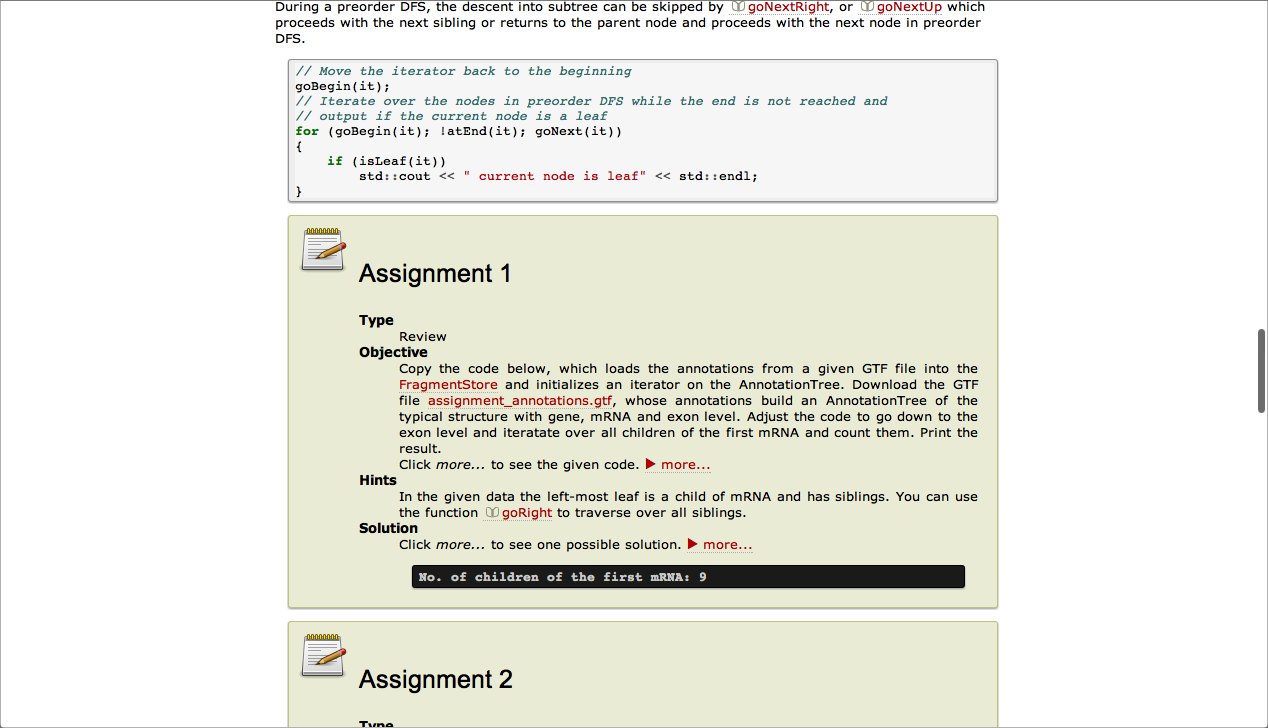 During a preorder DFS, the descent into subtree can be skipped by goNextRight, or goNextUp which
proceeds with the next sibling or returns to the parent node and proceeds with the next node in preorder
DFS.
// Move the iterator back to the beginning
goBegin(it);
// Iterate over the nodes in preorder DFS while the end is not reached and
// output if the current node is a leaf
for (goBegin(it); !atEnd(it); goNext(it))
{
    if (isLeaf(it))
        std::cout << " current node is leaf" << std::endl;
}
Assignment 1
Type
Review
Objective
Copy the code below, which loads the annotations from a given GTF file into the
FragmentStore and initializes an iterator on the AnnotationTree. Download the GTF
file assignment_annotations.gtf, whose annotations build an AnnotationTree of the
typical structure with gene, mRNA and exon level. Adjust the code to go down to the
exon level and iteratate over all children of the first mRNA and count them. Print the
result.
Click more... to see the given code. ▶ more...
Hints
In the given data the left-most leaf is a child of mRNA and has siblings. You can use
the function goRight to traverse over all siblings.
Solution
Click more... to see one possible solution. ▶ more...
No. of children of the first mRNA: 9
Assignment 2
Type